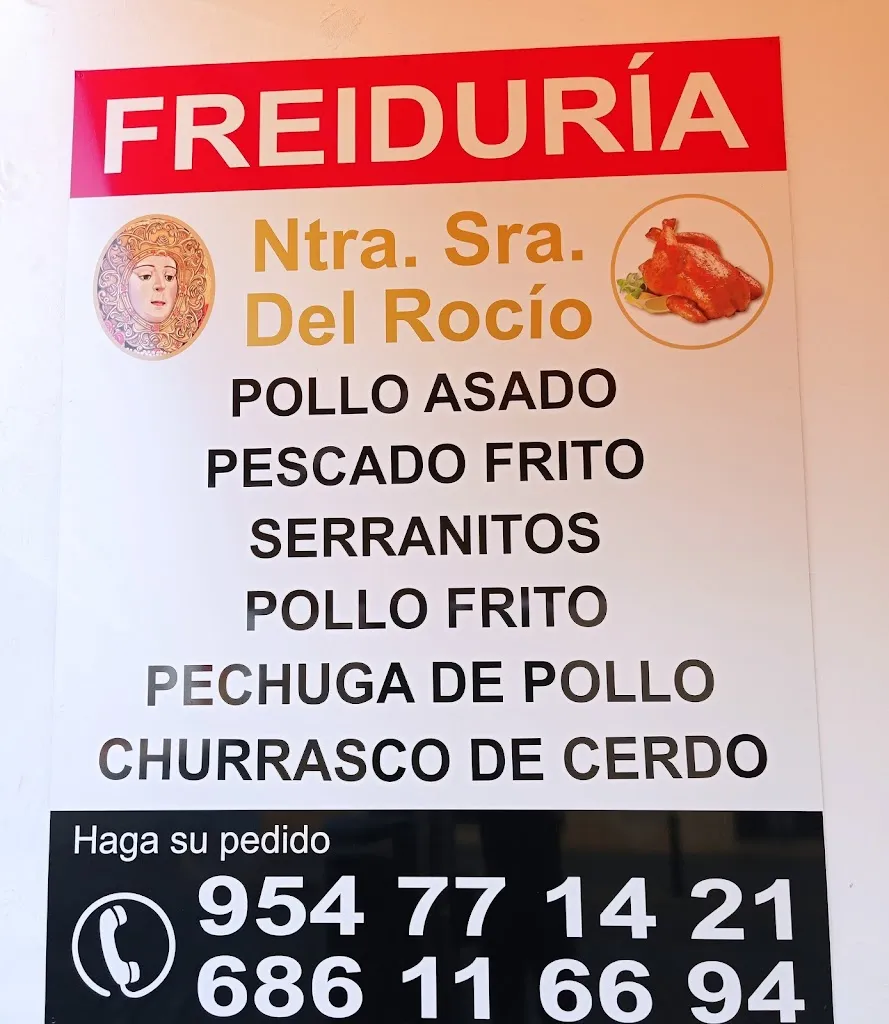 FREIDURÍA
Ntra. Sra.
Del Rocío
POLLO ASADO
PESCADO FRITO
SERRANITOS
POLLO FRITO
PECHUGA DE POLLO
CHURRASCO DE CERDO
Haga su pedido
954 77 14 21
686 11 66 94